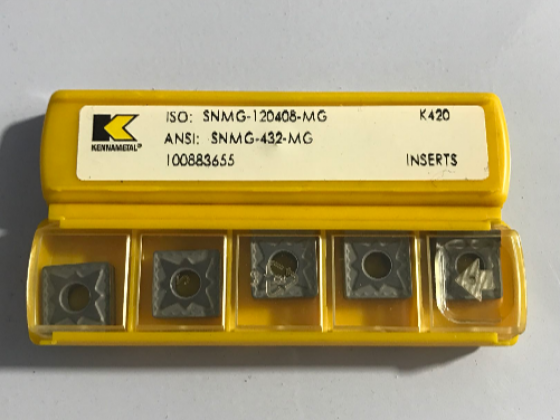 ISO: SNMG-120408-MG K420
ANSI: SNMG-432-MG
KENNAMETAL®
100883655 INSERTS